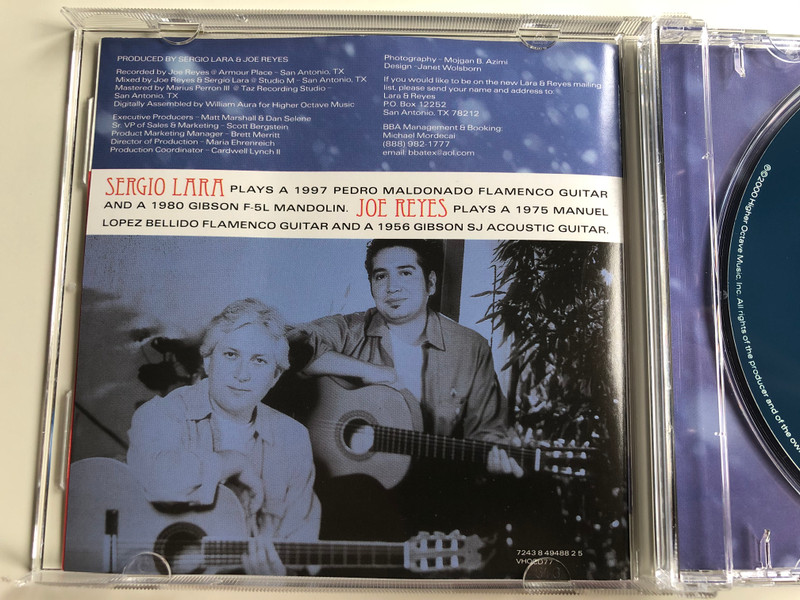 PRODUCED BY SERGIO LARA & JOE REYES
Recorded by Joe Reyes @ Armour Place - San Antonio, TX
Mixed by Joe Reyes & Sergio Lara @ Studio M - San Antonio, TX
Mastered by Marius Perron III @ Taz Recording Studio -
San Antonio, TX
Digitally Assembled by William Aura for Higher Octave Music
Executive Producers - Matt Marshall & Dan Selene
Sr. VP of Sales & Marketing - Scott Bergstein
Product Marketing Manager - Brett Merritt
Director of Production - Maria Ehrenreich
Production Coordinator - Cardwell Lynch II
Photography - Mojgan B. Azimi
Design - Janet Wolsborn
If you would like to be on the new Lara & Reyes mailing
list, please send your name and address to:
Lara & Reyes
P.O. Box 12252
San Antonio, TX 78212
BBA Management & Booking:
Michael Mordecai
(888) 982-1777
email: bbatex@aol.com
SERGIO LARA PLAYS A 1997 PEDRO MALDONADO FLAMENCO GUITAR
AND A 1980 GIBSON F-5L MANDOLIN. JOE REYES PLAYS A 1975 MANUEL
LOPEZ BELLIDO FLAMENCO GUITAR AND A 1956 GIBSON SJ ACOUSTIC GUITAR.
7243 8 49488 2 5
VHOCD77
℗©2000 Higher Octave Music, Inc. All rights of the producer and of the